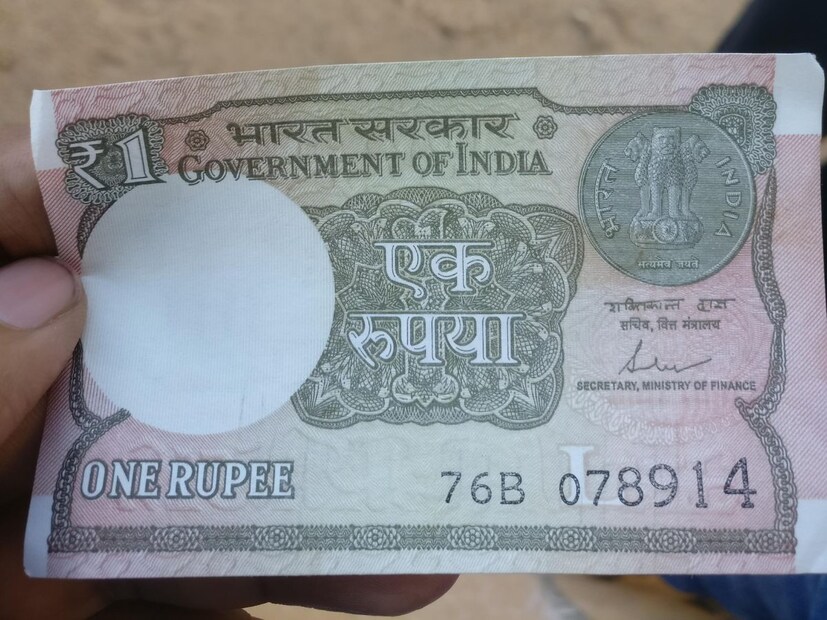 ₹1
भारत सरकार
GOVERNMENT OF INDIA
भारत
INDIA
सत्यमेव जयते
एक
रुपया
शक्तिकान्त दास
सचिव, वित्त मंत्रालय
SECRETARY, MINISTRY OF FINANCE
ONE RUPEE
L
76B 078914